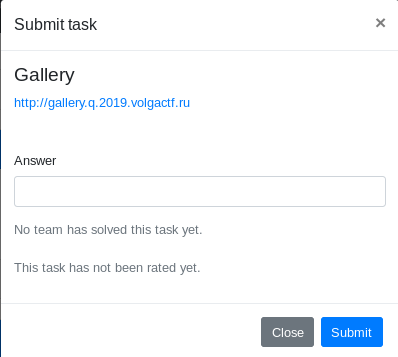 Submit task
×
Gallery
http://gallery.q.2019.volgactf.ru
Answer
No team has solved this task yet.
This task has not been rated yet.
Close
Submit